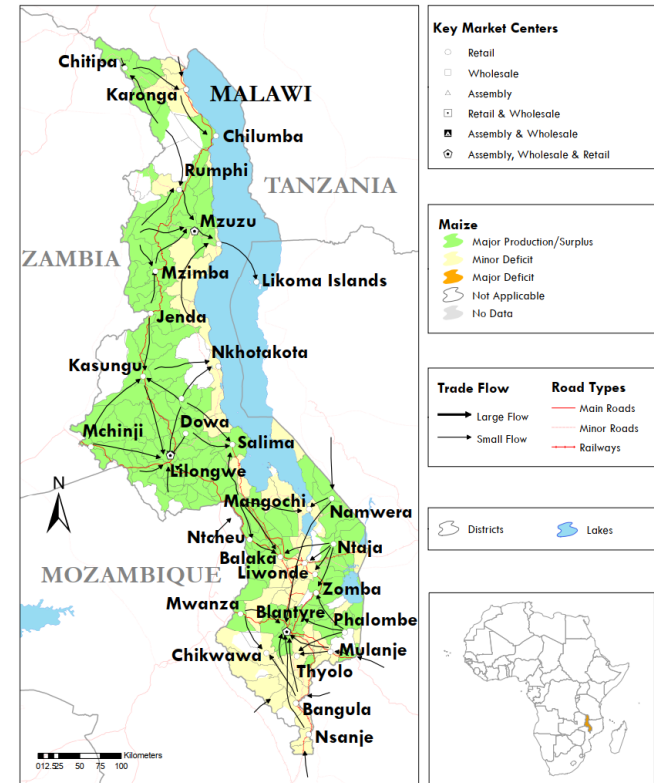 Chitipa
Karonga
MALAWI
Chilumba
Rumphi
TANZANIA
Mzuzu
ZAMBIA
Mzimba
Likoma Islands
Jenda
Nkhotakota
Kasungu
Dowa
Mchinji
Salima
Lilongwe
N
Mangochi
Namwera
Ntcheu
Ntaja
Balaka
MOZAMBIQUE
Liwonde
Zomba
Mwanza
Blantyre
Phalombe
Chikwawa
Mulanje
Thyolo
Bangula
Nsanje
Kilometers
012.525 50 75 100
Key Market Centers
Retail
Wholesale
Assembly
Retail & Wholesale
Assembly & Wholesale
Assembly, Wholesale & Retail
Maize
Major Production/Surplus
Minor Deficit
Major Deficit
Not Applicable
No Data
Trade Flow
Large Flow
Small Flow
Road Types
Main Roads
Minor Roads
Railways
Districts
Lakes